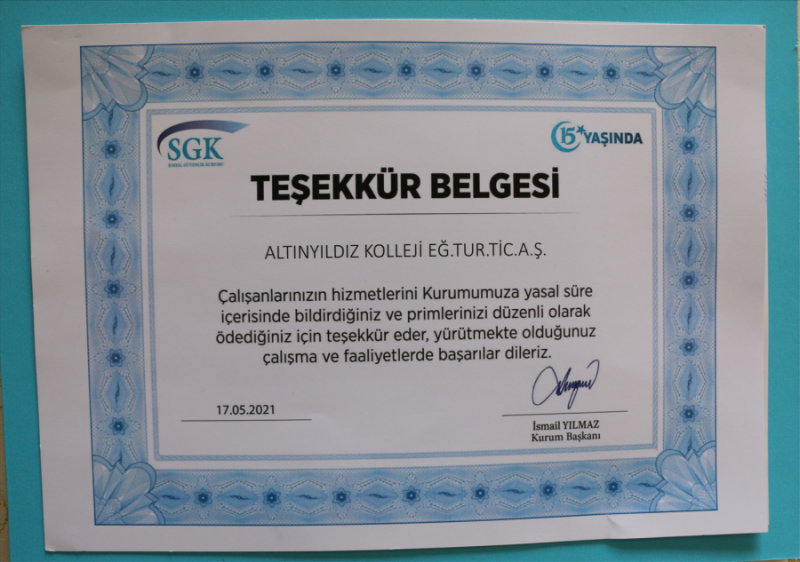 SGK
15 YAŞINDA
TEŞEKKÜR BELGESİ
ALTINYILDIZ KOLLEJİ EĞ.TUR.TİC.A.Ş.
Çalışanlarınızın hizmetlerini Kurumumuza yasal süre
içerisinde bildirdiğiniz ve primlerinizi düzenli olarak
ödediğiniz için teşekkür eder, yürütmekte olduğunuz
çalışma ve faaliyetlerde başarılar dileriz.
17.05.2021
İsmail YILMAZ
Kurum Başkanı